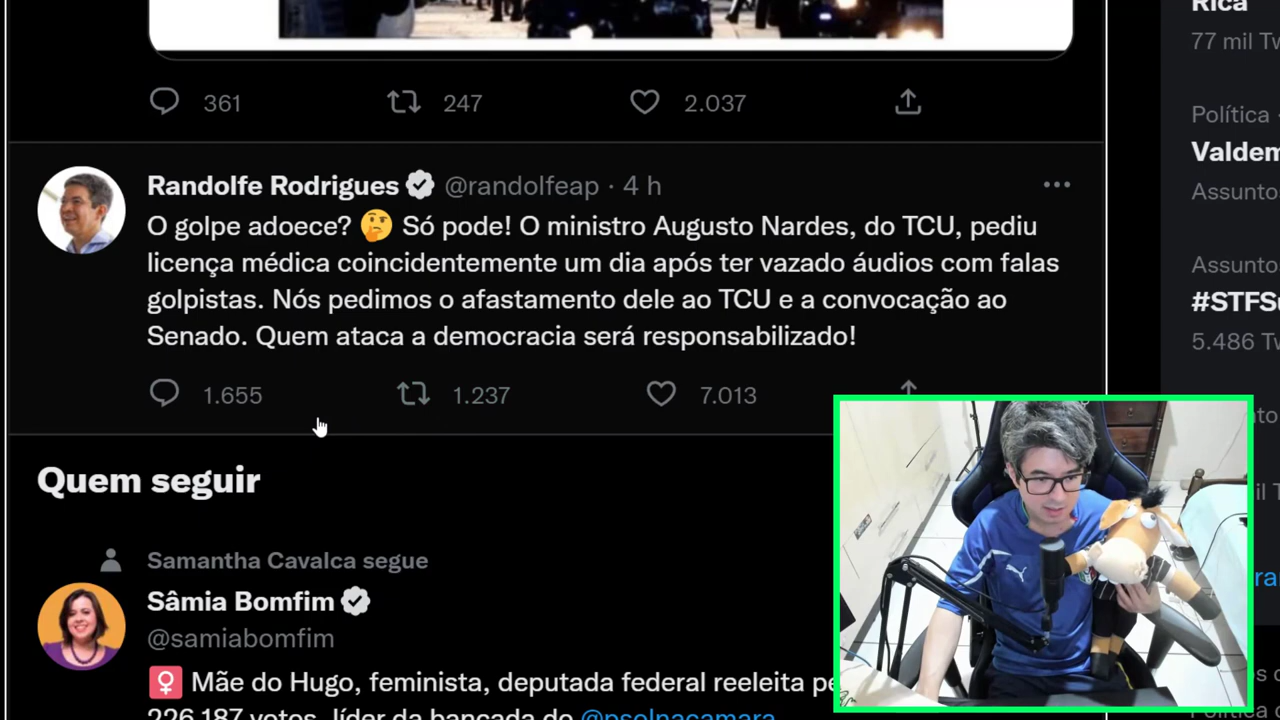 Rica
77 mil Tw
361 247 2.037
Política ·
Valdem
Assunto
Randolfe Rodrigues @randolfeap · 4 h
O golpe adoece? 🤔 Só pode! O ministro Augusto Nardes, do TCU, pediu
licença médica coincidentemente um dia após ter vazado áudios com falas
golpistas. Nós pedimos o afastamento dele ao TCU e a convocação ao
Senado. Quem ataca a democracia será responsabilizado!
Assunto
#STFSu
5.486 Tw
1.655 1.237 7.013
Quem seguir
Samantha Cavalca segue
Sâmia Bomfim
@samiabomfim
Mãe do Hugo, feminista, deputada federal reeleita
226.187 votos, líder da bancada do @psolnacamara